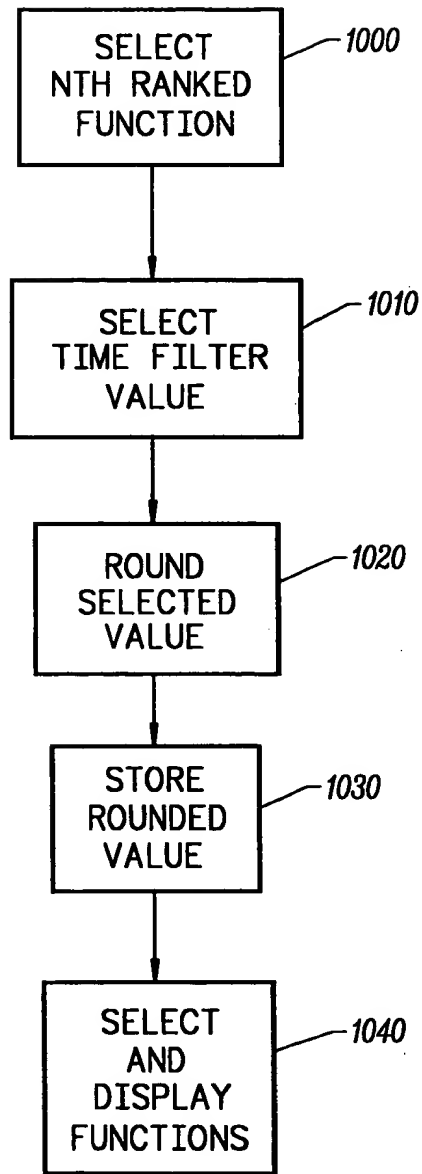 SELECT
NTH RANKED
FUNCTION
1000
SELECT
TIME FILTER
VALUE
1010
ROUND
SELECTED
VALUE
1020
STORE
ROUNDED
VALUE
1030
SELECT
AND
DISPLAY
FUNCTIONS
1040